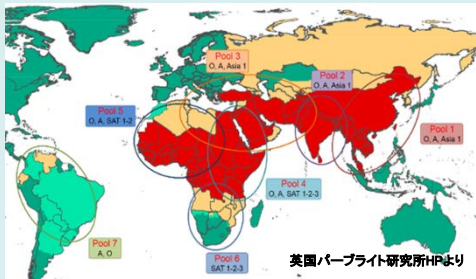 Pool 3
O, A, Asia 1
Pool 2
O, A, Asia 1
Pool 5
O, A, SAT 1-2
Pool 1
O, A, Asia 1
Pool 4
O, A, SAT 1-2-3
Pool 7
A, O
Pool 6
SAT 1-2-3
英国パーブライト研究所HPより